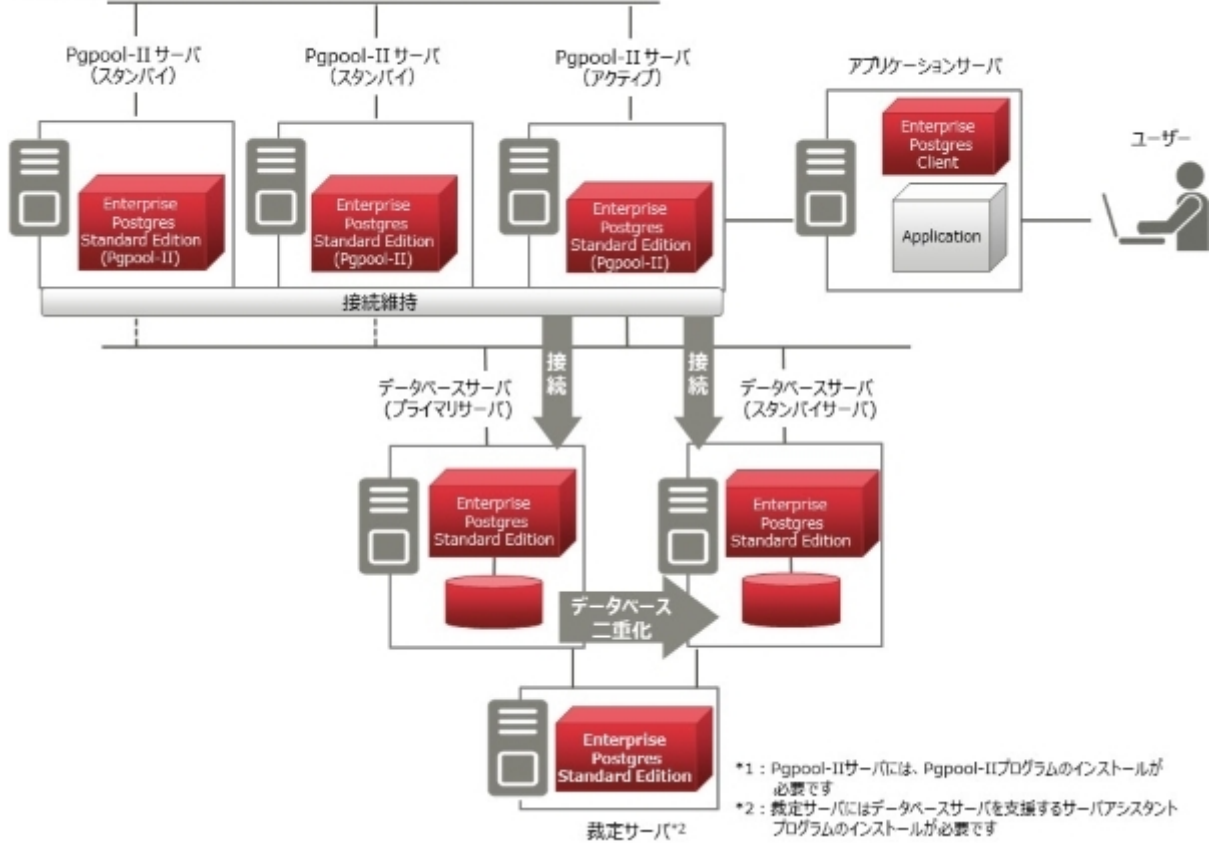 Pgpool-II サーバ
(スタンバイ)
Pgpool-II サーバ
(スタンバイ)
Pgpool-II サーバ
(アクティブ)
アプリケーションサーバ
ユーザー
Enterprise
Postgres
Standard Edition
(Pgpool-II)
Enterprise
Postgres
Standard Edition
(Pgpool-II)
Enterprise
Postgres
Standard Edition
(Pgpool-II)
Enterprise
Postgres
Client
Application
接続維持
接続
接続
データベースサーバ
(プライマリサーバ)
データベースサーバ
(スタンバイサーバ)
Enterprise
Postgres
Standard Edition
Enterprise
Postgres
Standard Edition
データベース
二重化
Enterprise
Postgres
Standard Edition
裁定サーバ*2
*1：Pgpool-IIサーバには、Pgpool-IIプログラムのインストールが
必要です
*2：裁定サーバにはデータベースサーバを支援するサーバアシスタント
プログラムのインストールが必要です